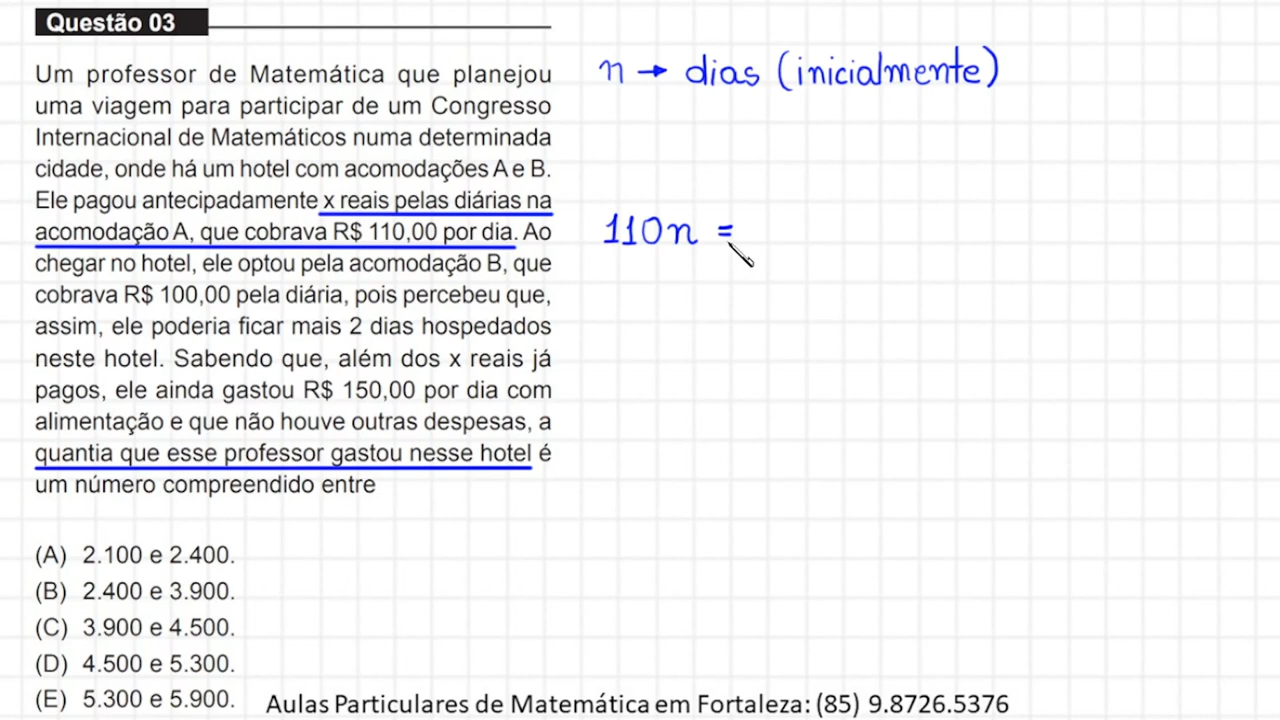 Questão 03
Um professor de Matemática que planejou
uma viagem para participar de um Congresso
Internacional de Matemáticos numa determinada
cidade, onde há um hotel com acomodações A e B.
Ele pagou antecipadamente x reais pelas diárias na
acomodação A, que cobrava R$ 110,00 por dia. Ao
chegar no hotel, ele optou pela acomodação B, que
cobrava R$ 100,00 pela diária, pois percebeu que,
assim, ele poderia ficar mais 2 dias hospedados
neste hotel. Sabendo que, além dos x reais já
pagos, ele ainda gastou R$ 150,00 por dia com
alimentação e que não houve outras despesas, a
quantia que esse professor gastou nesse hotel é
um número compreendido entre
(A) 2.100 e 2.400.
(B) 2.400 e 3.900.
(C) 3.900 e 4.500.
(D) 4.500 e 5.300.
(E) 5.300 e 5.900.
n → dias (inicialmente)
110n =
Aulas Particulares de Matemática em Fortaleza: (85) 9.8726.5376